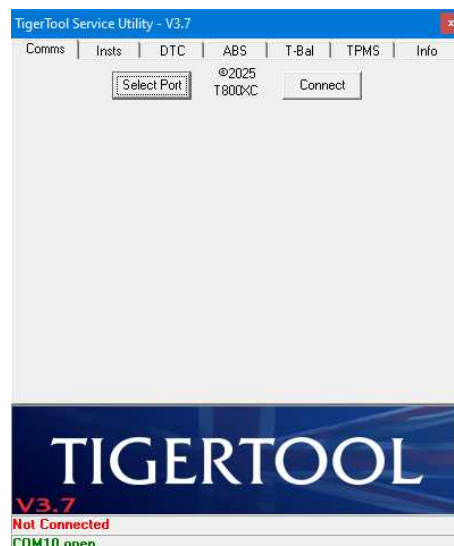 TigerTool Service Utility - V3.7
x
Comms Insts DTC ABS T-Bal TPMS Info
Select Port
©2025
T800XC
Connect
TIGERTOOL
V3.7
Not Connected
COM10 open